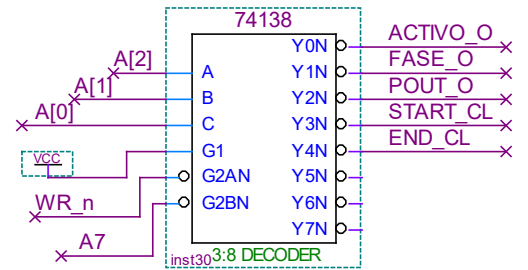 74138
ACTIVO_O
Y0N
A[2]
A
Y1N
FASE_O
A[1]
B
Y2N
POUT_O
A[0]
C
Y3N
START_CL
VCC
G1
Y4N
END_CL
WR_n
G2AN
Y5N
A7
G2BN
Y6N
Y7N
inst30
3:8 DECODER